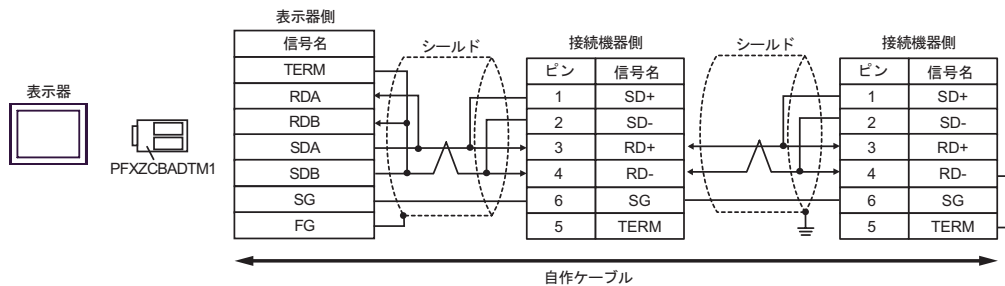 表示器
PFXZCBADTM1
表示器側
信号名
TERM
RDA
RDB
SDA
SDB
SG
FG
シールド
接続機器側
ピン 信号名
1 SD+
2 SD-
3 RD+
4 RD-
6 SG
5 TERM
シールド
接続機器側
ピン 信号名
1 SD+
2 SD-
3 RD+
4 RD-
6 SG
5 TERM
自作ケーブル